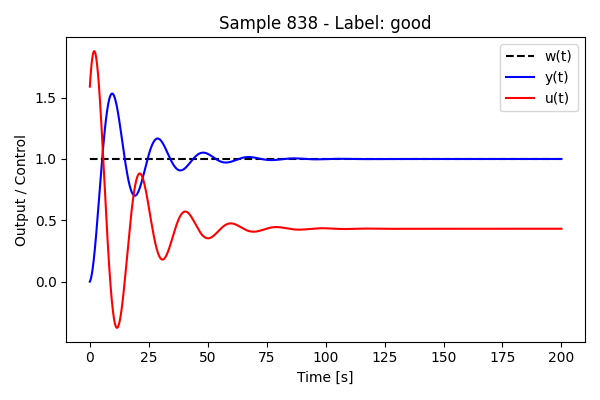 Sample 838 - Label: good
w(t)
y(t)
u(t)
Output / Control
1.5
1.0
0.5
0.0
0 25 50 75 100 125 150 175 200
Time [s]